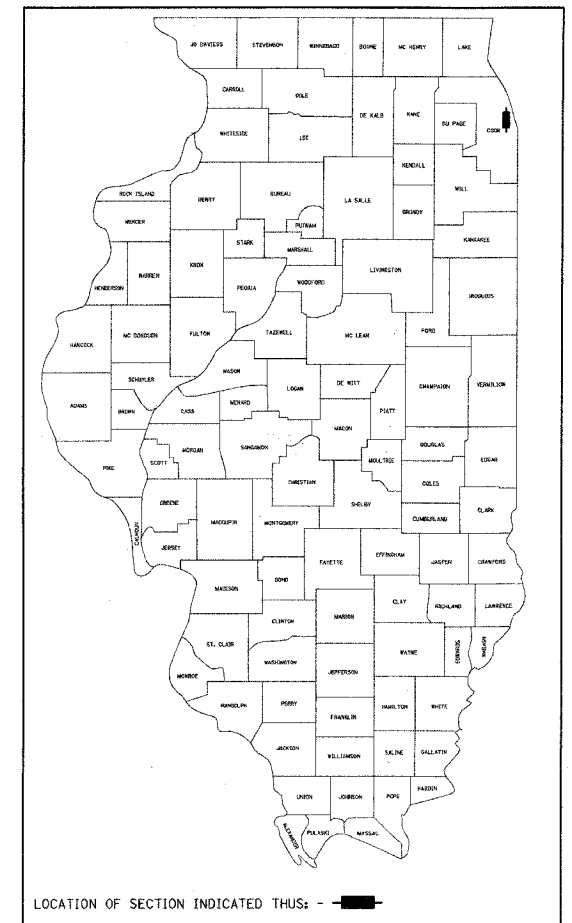 JO DAVIESS STEVENSON WINNEBAGO BOONE MC HENRY LAKE
CARROLL OGLE DE KALB KANE DU PAGE COOK
WHITESIDE LEE KENDALL WILL
ROCK ISLAND HENRY BUREAU LA SALLE GRUNDY
MERCER PUTNAM KANKAKEE
STARK MARSHALL
HENDERSON WARREN KNOX PEORIA WOODFORD LIVINGSTON IROQUOIS
HANCOCK MC DONOUGH FULTON TAZEWELL MC LEAN FORD
SCHUYLER MASON LOGAN DE WITT CHAMPAIGN VERMILION
ADAMS BROWN CASS MENARD PIATT
MACON
PIKE SCOTT MORGAN SANGAMON MOULTRIE DOUGLAS EDGAR
CHRISTIAN COLES
GREENE SHELBY CLARK
CALHOUN MACOUPIN MONTGOMERY CUMBERLAND
JERSEY FAYETTE EFFINGHAM JASPER CRAWFORD
MADISON BOND CLAY RICHLAND LAWRENCE
CLINTON MARION
ST. CLAIR WAYNE EDWARDS WABASH
WASHINGTON JEFFERSON
MONROE
RANDOLPH PERRY HAMILTON WHITE
FRANKLIN
JACKSON WILLIAMSON SALINE GALLATIN
UNION JOHNSON POPE HARDIN
ALEXANDER PULASKI MASSAC
LOCATION OF SECTION INDICATED THUS: -